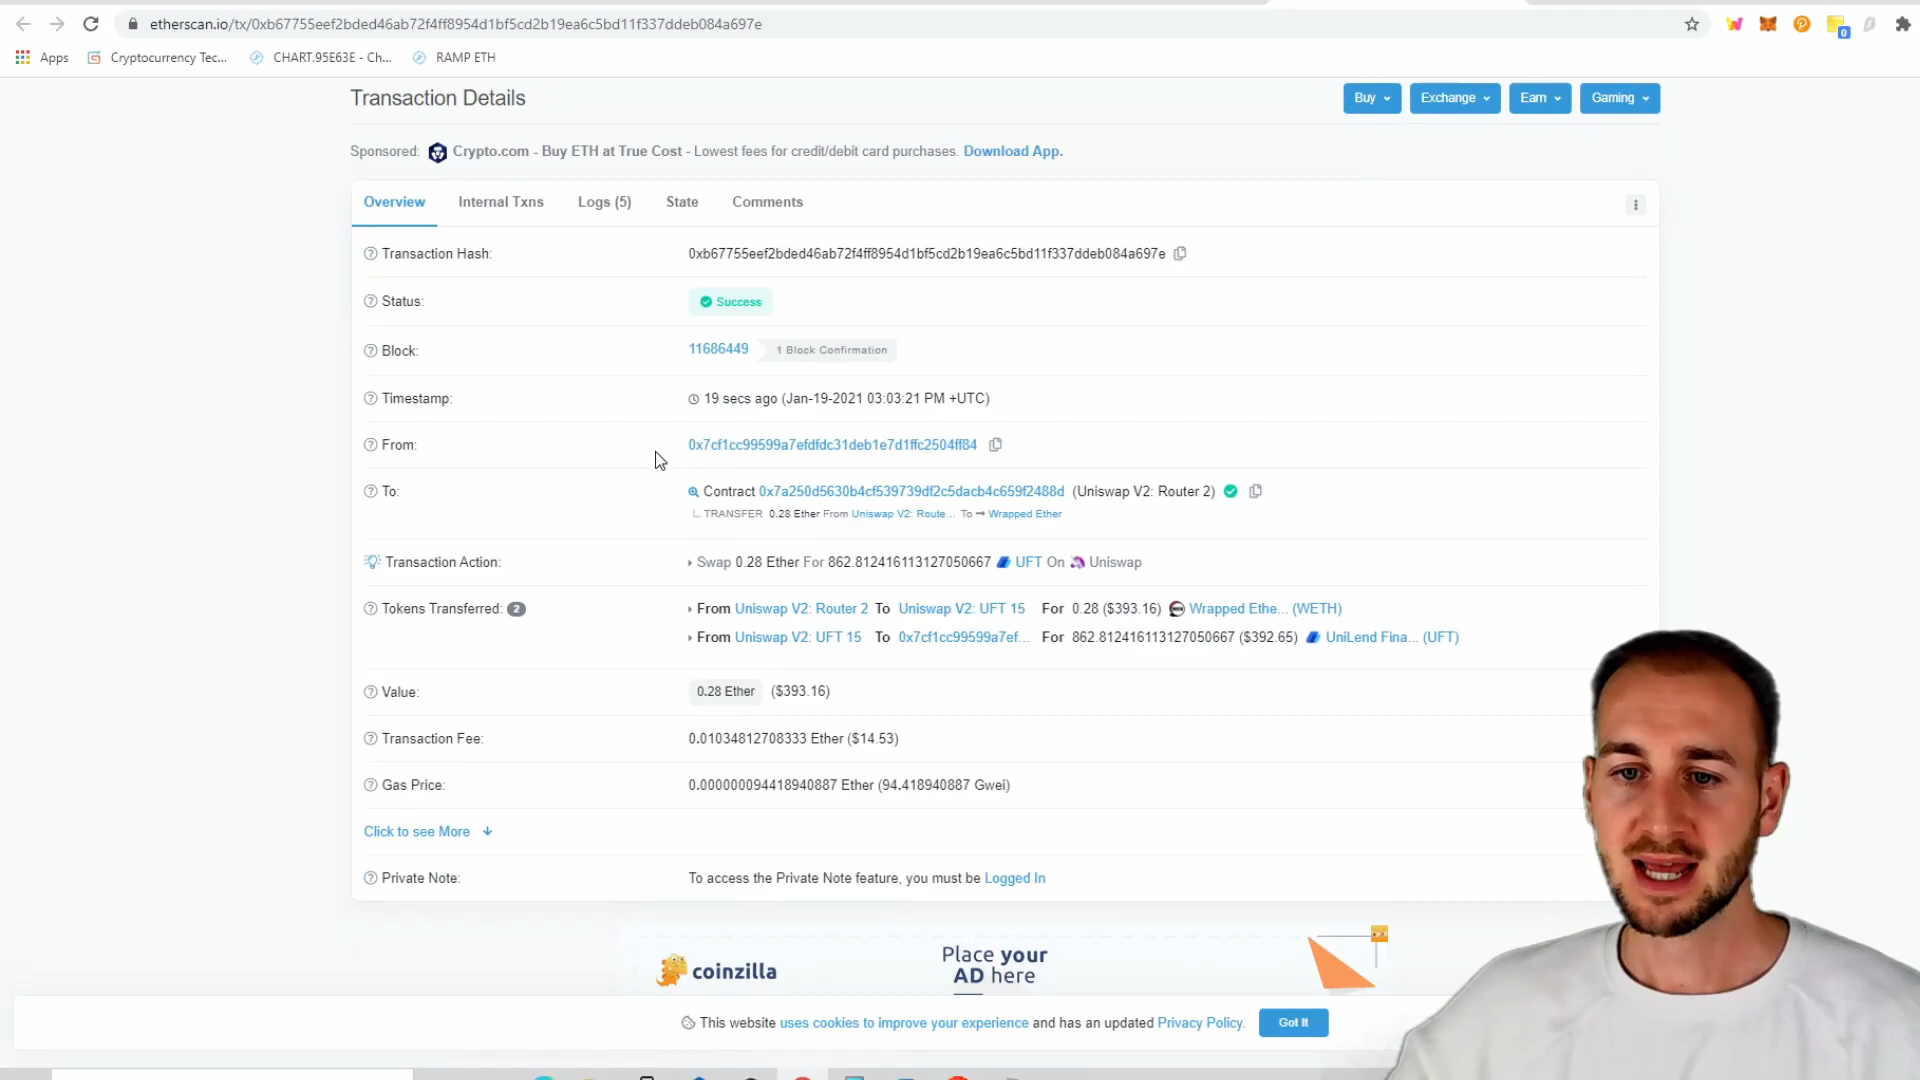 etherscan.io/tx/0xb67755eef2bded46ab72f4ff8954d1bf5cd2b19ea6c5bd11f337ddeb084a697e
0
Apps Cryptocurrency Tec... CHART.95E63E - Ch... RAMP ETH
Transaction Details
Buy Exchange Earn Gaming
Sponsored: Crypto.com - Buy ETH at True Cost - Lowest fees for credit/debit card purchases. Download App.
Overview Internal Txns Logs (5) State Comments
Transaction Hash: 0xb67755eef2bded46ab72f4ff8954d1bf5cd2b19ea6c5bd11f337ddeb084a697e
Status: Success
Block: 11686449 1 Block Confirmation
Timestamp: 19 secs ago (Jan-19-2021 03:03:21 PM +UTC)
From: 0x7cf1cc99599a7efdfdc31deb1e7d1ffc2504ff84
To: Contract 0x7a250d5630b4cf539739df2c5dacb4c659f2488d (Uniswap V2: Router 2)
TRANSFER 0.28 Ether From Uniswap V2: Route... To Wrapped Ether
Transaction Action: Swap 0.28 Ether For 862.812416113127050667 UFT On Uniswap
Tokens Transferred: 2 From Uniswap V2: Router 2 To Uniswap V2: UFT 15 For 0.28 ($393.16) Wrapped Ethe... (WETH)
From Uniswap V2: UFT 15 To 0x7cf1cc99599a7ef... For 862.812416113127050667 ($392.65) UniLend Fina... (UFT)
Value: 0.28 Ether ($393.16)
Transaction Fee: 0.01034812708333 Ether ($14.53)
Gas Price: 0.000000094418940887 Ether (94.418940887 Gwei)
Click to see More
Private Note: To access the Private Note feature, you must be Logged In
coinzilla Place your
AD here
This website uses cookies to improve your experience and has an updated Privacy Policy. Got It